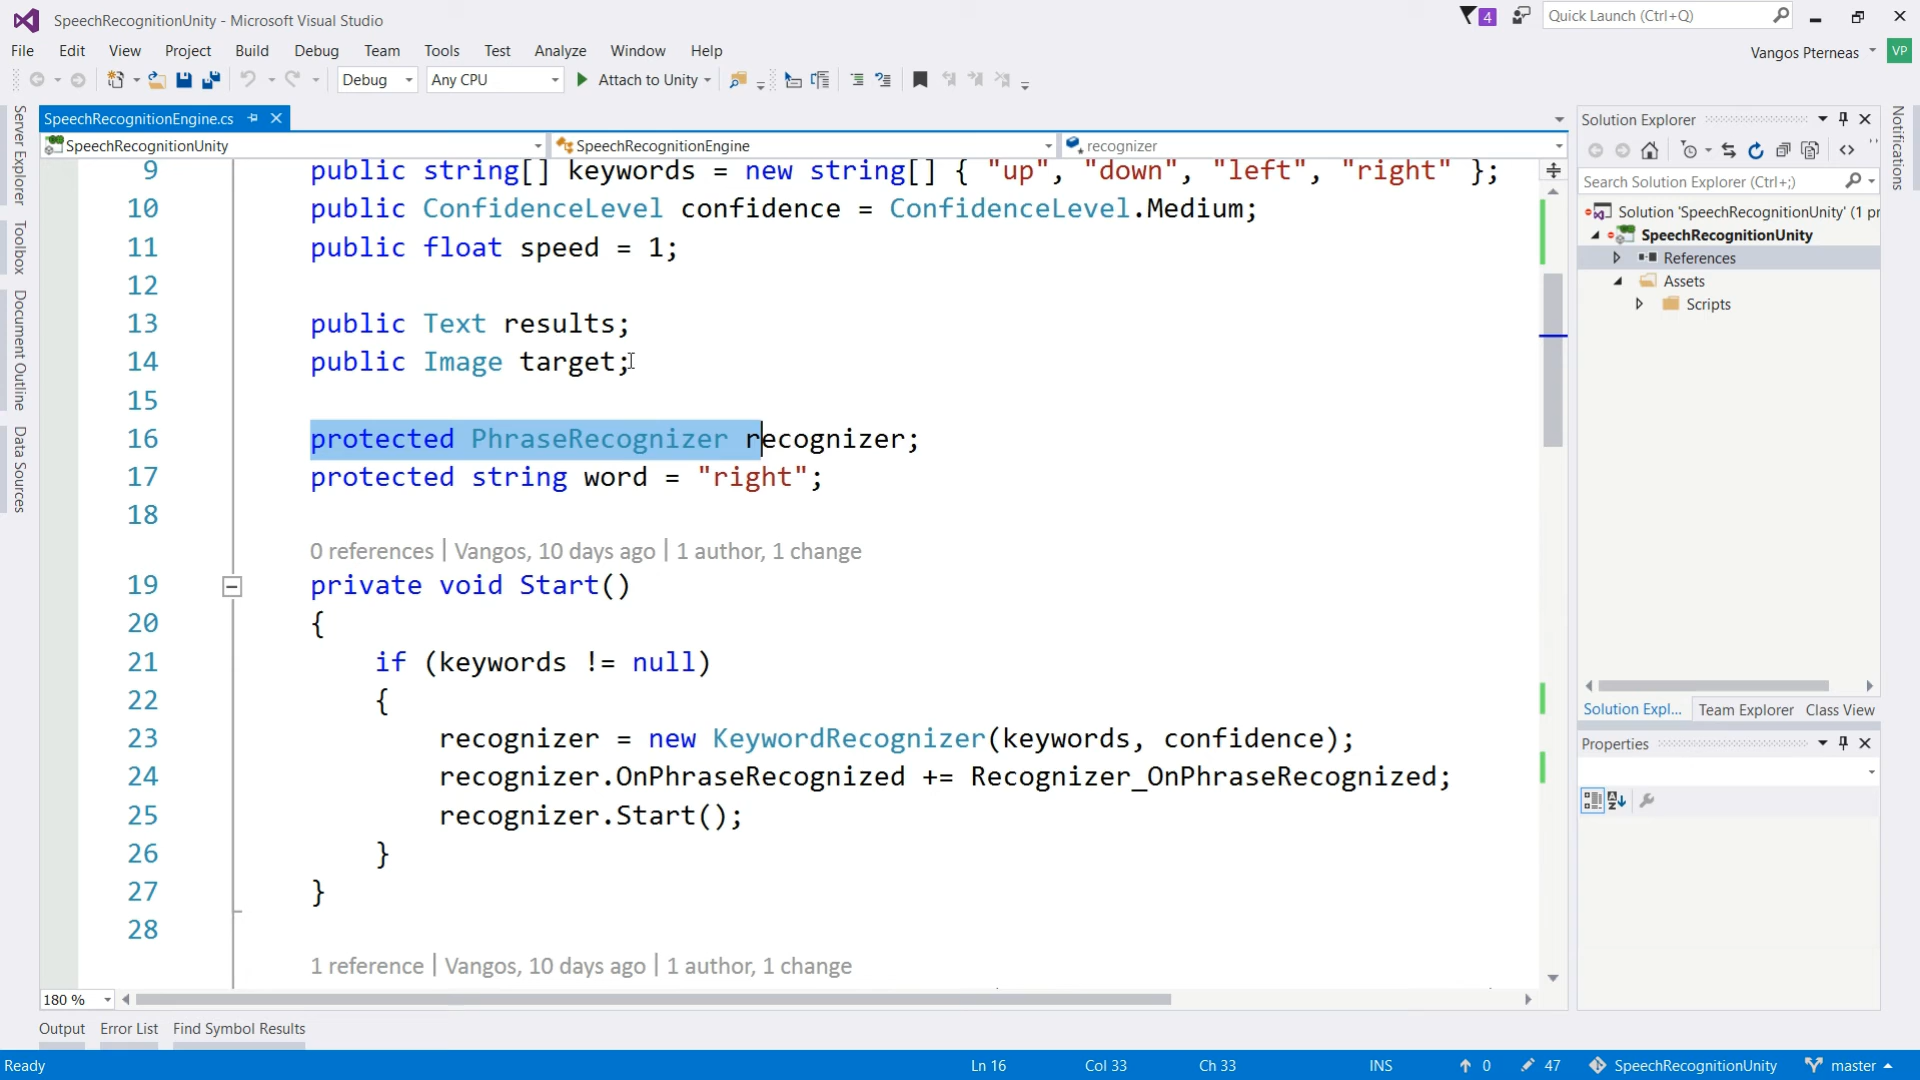 SpeechRecognitionUnity - Microsoft Visual Studio
4
Quick Launch (Ctrl+Q)
File Edit View Project Build Debug Team Tools Test Analyze Window Help
Vangos Pterneas
VP
Debug
Any CPU
Attach to Unity
Server Explorer
Toolbox
Document Outline
Data Sources
SpeechRecognitionEngine.cs
SpeechRecognitionUnity
SpeechRecognitionEngine
recognizer
9 public string[] keywords = new string[] { "up", "down", "left", "right" };
10 public ConfidenceLevel confidence = ConfidenceLevel.Medium;
11 public float speed = 1;
12
13 public Text results;
14 public Image target;
15
16 protected PhraseRecognizer recognizer;
17 protected string word = "right";
18
0 references | Vangos, 10 days ago | 1 author, 1 change
19 private void Start()
20 {
21 if (keywords != null)
22 {
23 recognizer = new KeywordRecognizer(keywords, confidence);
24 recognizer.OnPhraseRecognized += Recognizer_OnPhraseRecognized;
25 recognizer.Start();
26 }
27 }
28
1 reference | Vangos, 10 days ago | 1 author, 1 change
180 %
Solution Explorer
Search Solution Explorer (Ctrl+;)
Solution 'SpeechRecognitionUnity' (1 pr
SpeechRecognitionUnity
References
Assets
Scripts
Solution Expl... Team Explorer Class View
Properties
Notifications
Output Error List Find Symbol Results
Ready
Ln 16 Col 33 Ch 33 INS 0 47 SpeechRecognitionUnity master